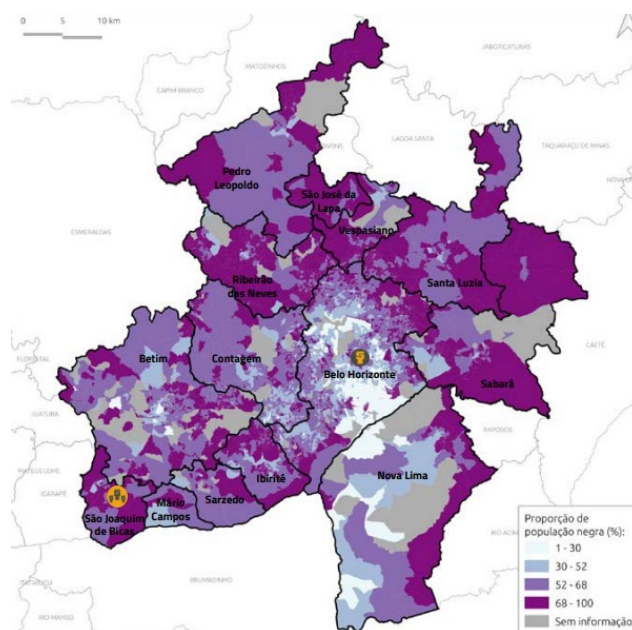 0 5 10 km
MATOZINHOS
JABOTICATUBAS
CAPIM BRANCO
LAGOA SANTA
TAQUARAÇU DE MINAS
Pedro
Leopoldo
São José da
Lapa
Vespasiano
ESMERALDAS
Ribeirão
das Neves
Santa Luzia
Betim
Contagem
FLORESTAL
Belo Horizonte
CAETÉ
Sabará
JUATUBA
RAPOSOS
MATEUS LEME
Nova Lima
IGARAPÉ
Ibirité
Mário
Campos
Sarzedo
São Joaquim
de Bicas
BRUMADINHO
RIO MANSO
Proporção de
população negra (%):
1 - 30
30 - 52
52 - 68
68 - 100
Sem informação